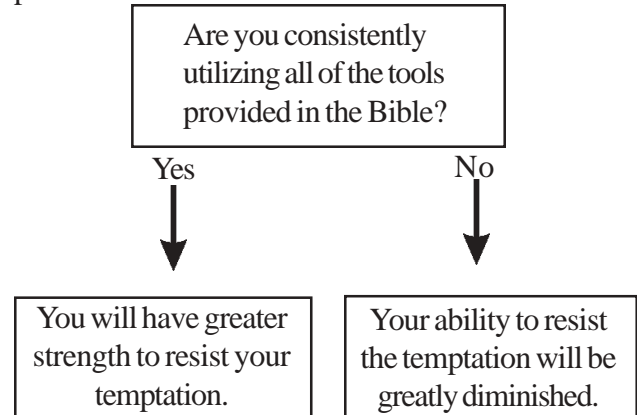 Are you consistently
utilizing all of the tools
provided in the Bible?
Yes
No
You will have greater
strength to resist your
temptation.
Your ability to resist
the temptation will be
greatly diminished.